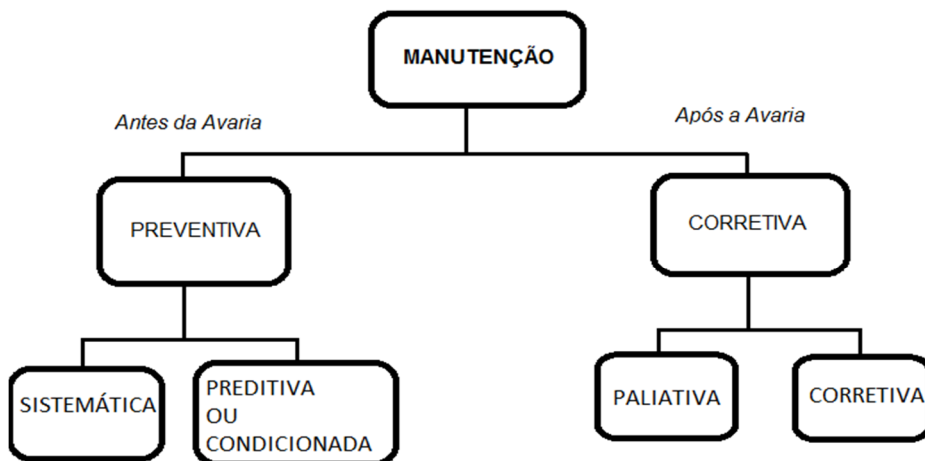 MANUTENÇÃO
Antes da Avaria
Após a Avaria
PREVENTIVA
CORRETIVA
SISTEMÁTICA
PREDITIVA
OU
CONDICIONADA
PALIATIVA
CORRETIVA